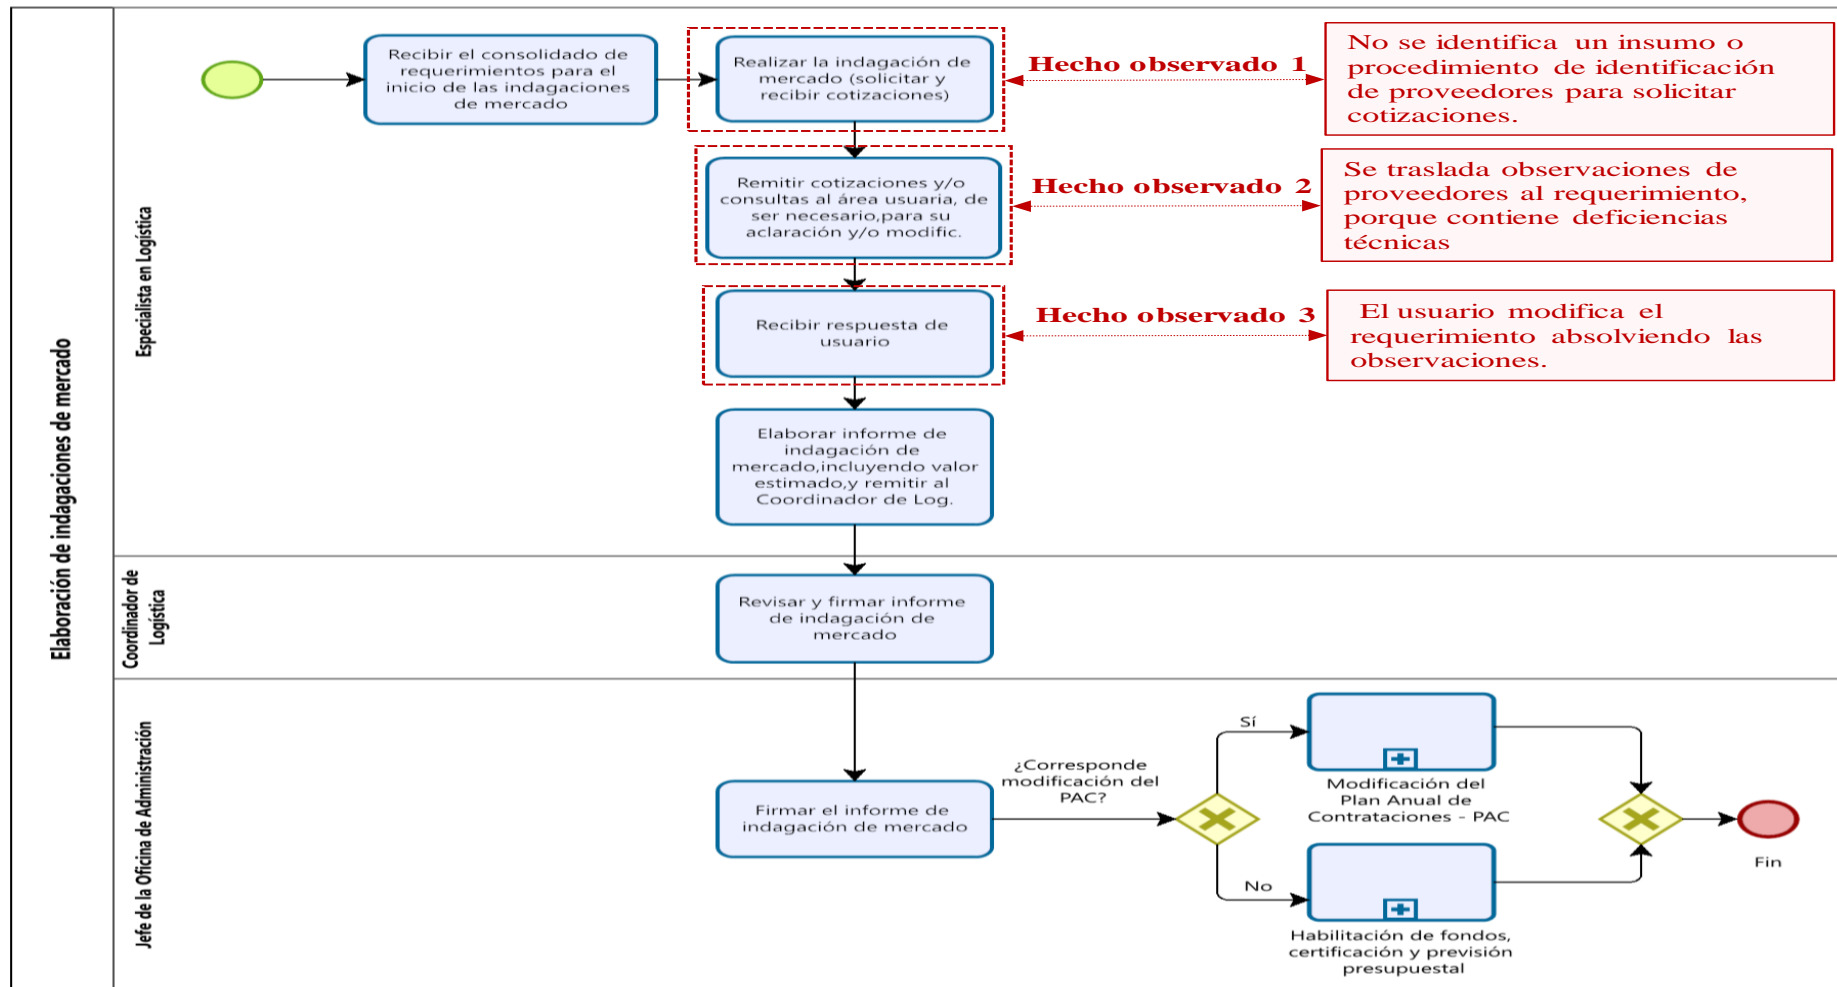 Elaboración de indagaciones de mercado
Especialista en Logística
Recibir el consolidado de
requerimientos para el
inicio de las indagaciones
de mercado
Realizar la indagación de
mercado (solicitar y
recibir cotizaciones)
Hecho observado 1
No se identifica un insumo o
procedimiento de identificación
de proveedores para solicitar
cotizaciones.
Remitir cotizaciones y/o
consultas al área usuaria, de
ser necesario,para su
aclaración y/o modific.
Hecho observado 2
Se traslada observaciones de
proveedores al requerimiento,
porque contiene deficiencias
técnicas
Recibir respuesta de
usuario
Hecho observado 3
El usuario modifica el
requerimiento absolviendo las
observaciones.
Elaborar informe de
indagación de
mercado,incluyendo valor
estimado,y remitir al
Coordinador de Log.
Coordinador de
Logística
Revisar y firmar informe
de indagación de
mercado
Jefe de la Oficina de Administración
Firmar el informe de
indagación de mercado
¿Corresponde
modificación del
PAC?
Sí
Modificación del
Plan Anual de
Contrataciones - PAC
No
Habilitación de fondos,
certificación y previsión
presupuestal
Fin